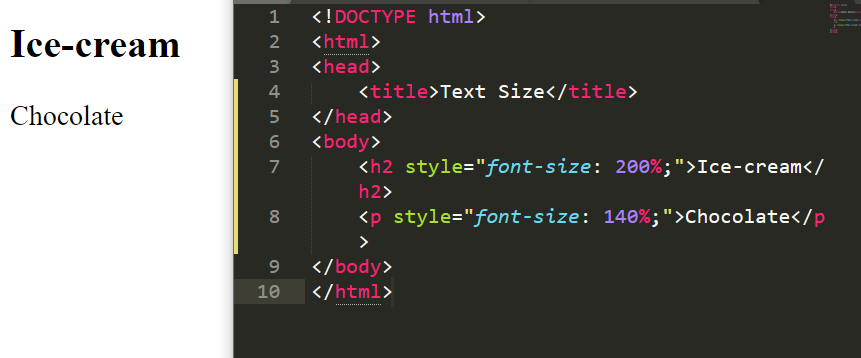 Ice-cream
Chocolate
1 <!DOCTYPE html>
2 <html>
3 <head>
4 <title>Text Size</title>
5 </head>
6 <body>
7 <h2 style="font-size: 200%;">Ice-cream</
h2>
8 <p style="font-size: 140%;">Chocolate</p
>
9 </body>
10 </html>